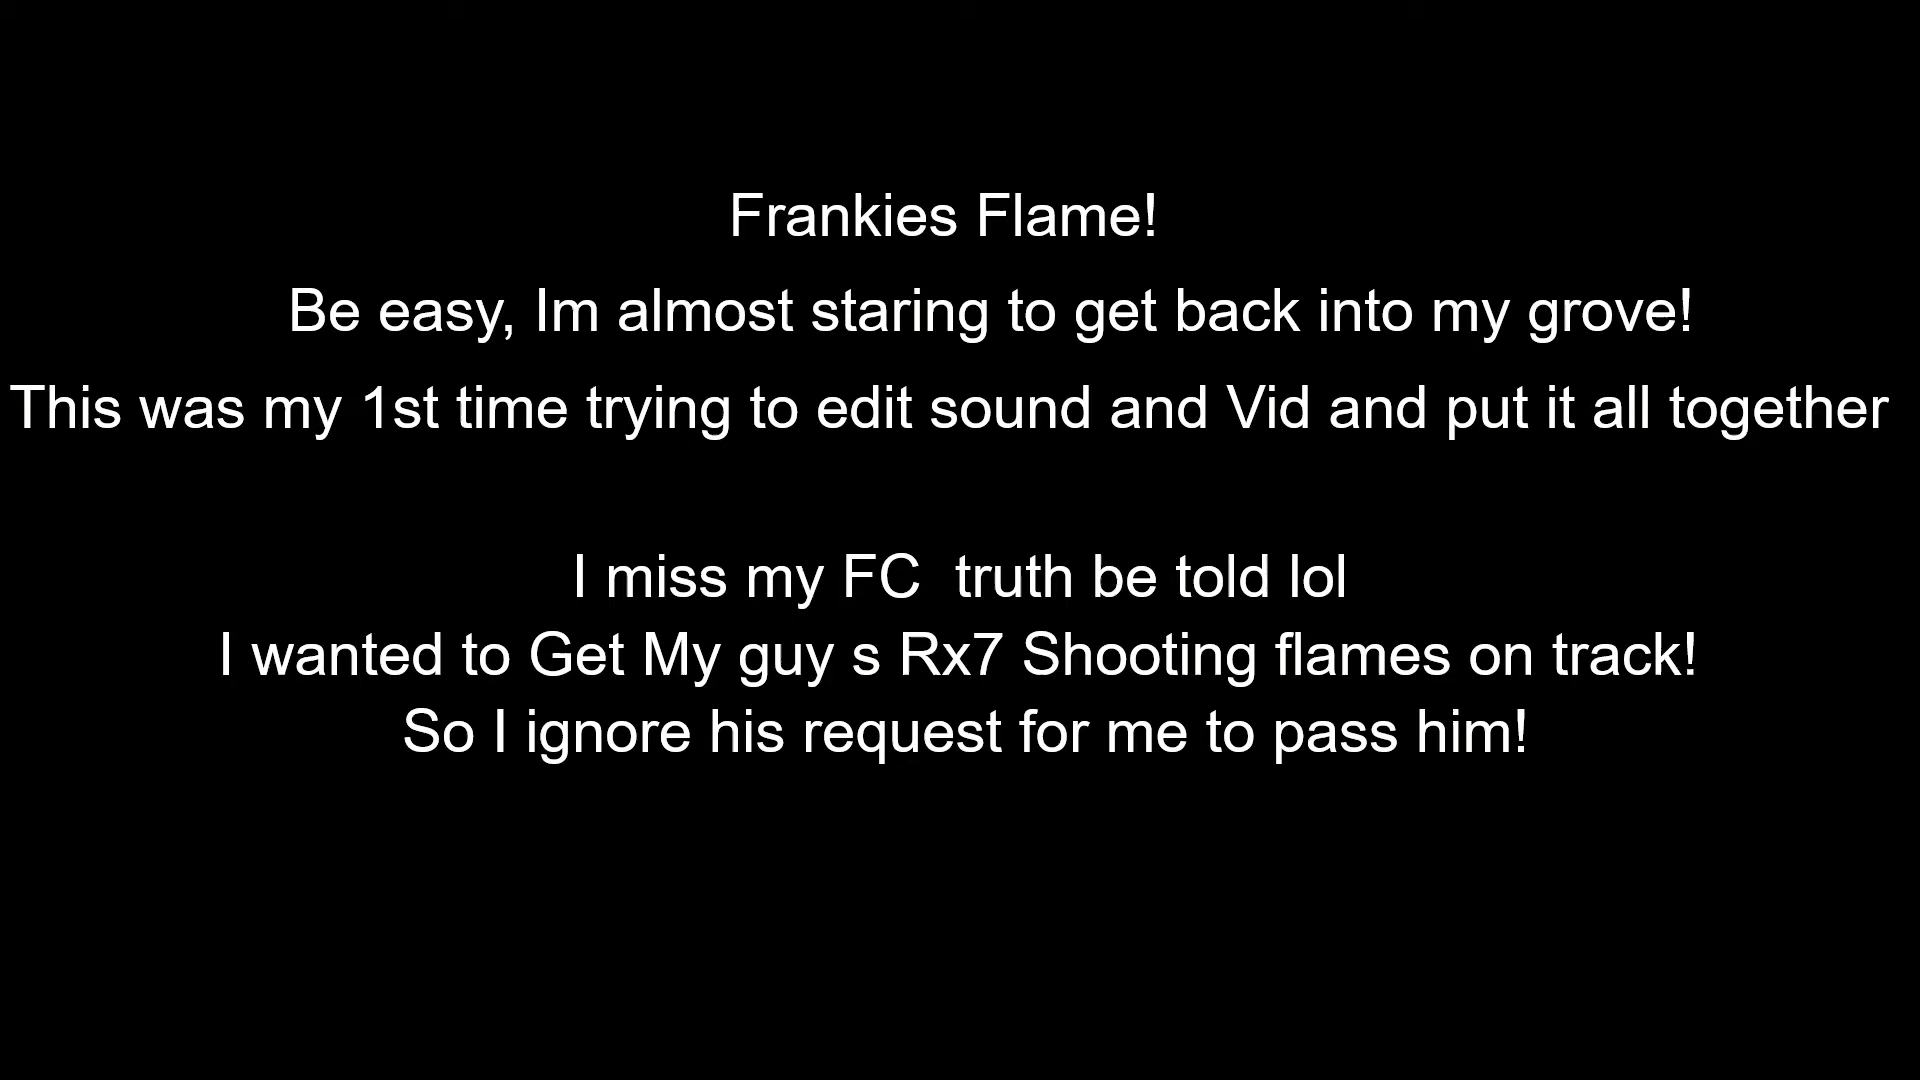 Frankies Flame!
Be easy, Im almost staring to get back into my grove!
This was my 1st time trying to edit sound and Vid and put it all together
I miss my FC  truth be told lol
I wanted to Get My guy s Rx7 Shooting flames on track!
So I ignore his request for me to pass him!